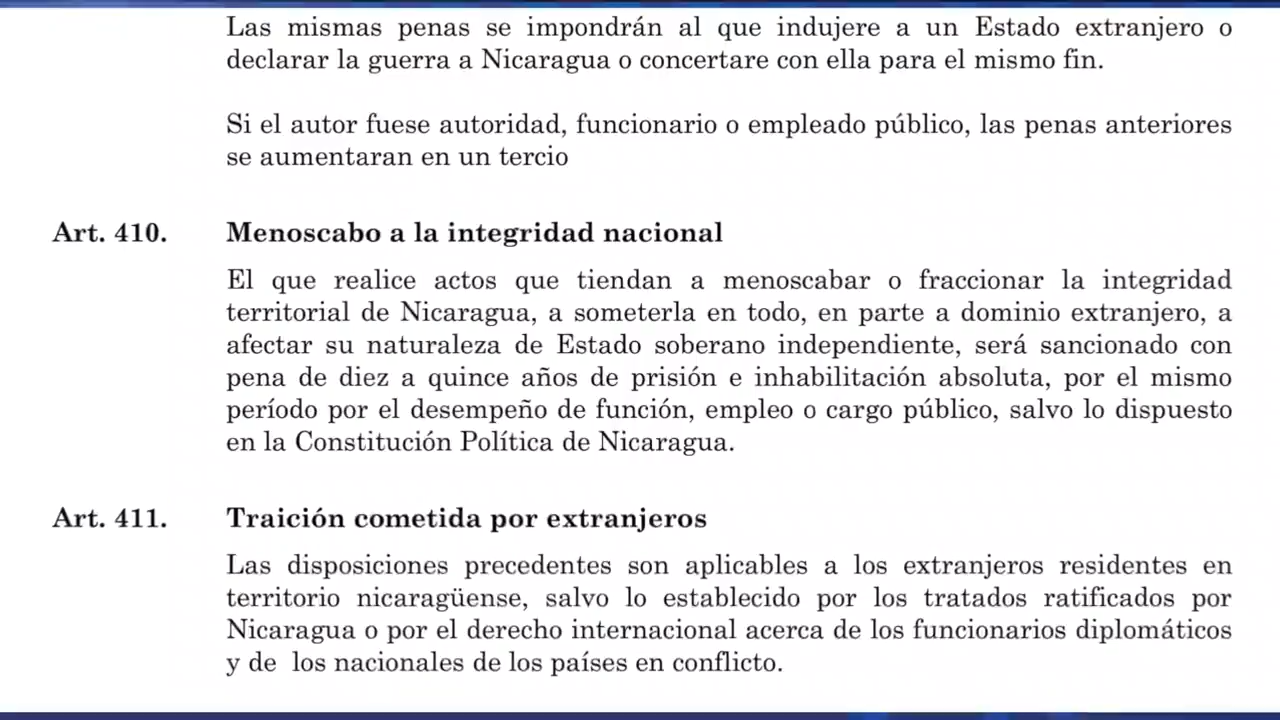 Las mismas penas se impondrán al que indujere a un Estado extranjero o
declarar la guerra a Nicaragua o concertare con ella para el mismo fin.
Si el autor fuese autoridad, funcionario o empleado público, las penas anteriores
se aumentaran en un tercio
Art. 410. Menoscabo a la integridad nacional
El que realice actos que tiendan a menoscabar o fraccionar la integridad
territorial de Nicaragua, a someterla en todo, en parte a dominio extranjero, a
afectar su naturaleza de Estado soberano independiente, será sancionado con
pena de diez a quince años de prisión e inhabilitación absoluta, por el mismo
período por el desempeño de función, empleo o cargo público, salvo lo dispuesto
en la Constitución Política de Nicaragua.
Art. 411. Traición cometida por extranjeros
Las disposiciones precedentes son aplicables a los extranjeros residentes en
territorio nicaragüense, salvo lo establecido por los tratados ratificados por
Nicaragua o por el derecho internacional acerca de los funcionarios diplomáticos
y de los nacionales de los países en conflicto.